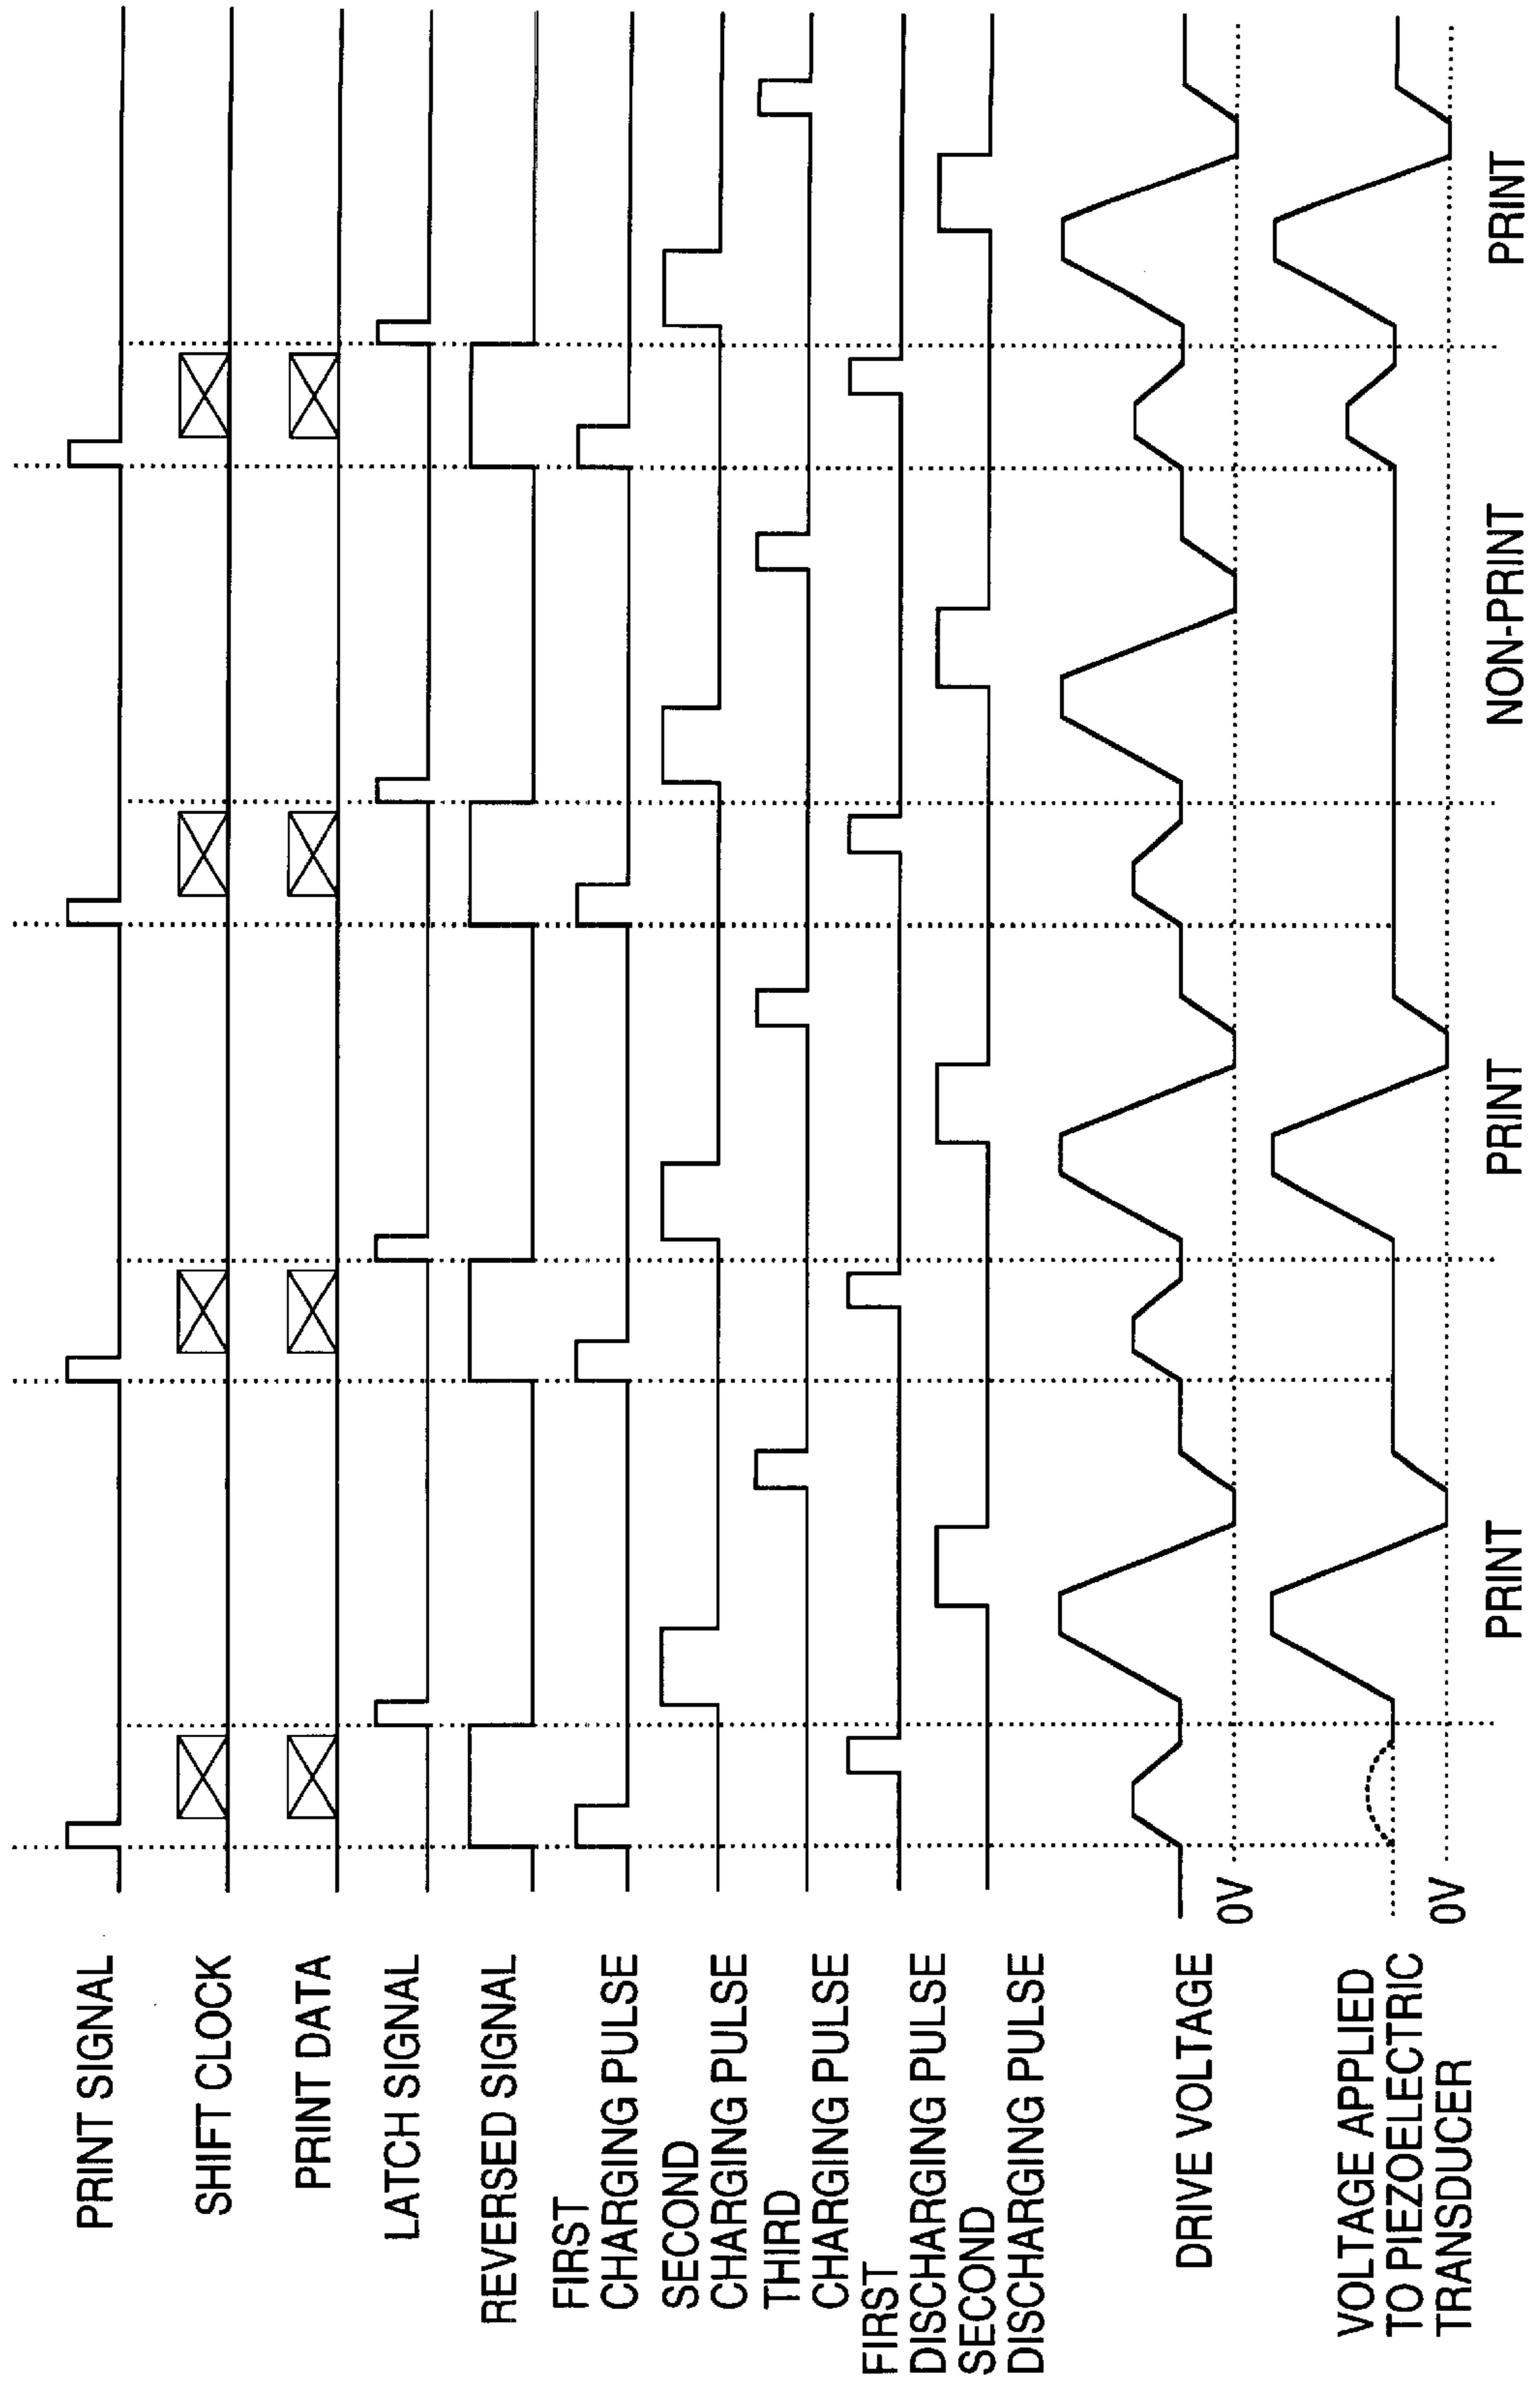 PRINT SIGNAL
SHIFT CLOCK
PRINT DATA
LATCH SIGNAL
REVERSED SIGNAL
FIRST
CHARGING PULSE
SECOND
CHARGING PULSE
THIRD
CHARGING PULSE
FIRST
DISCHARGING PULSE
SECOND
DISCHARGING PULSE
DRIVE VOLTAGE
0V
VOLTAGE APPLIED
TO PIEZOELECTRIC
TRANSDUCER
0V
PRINT
PRINT
NON-PRINT
PRINT